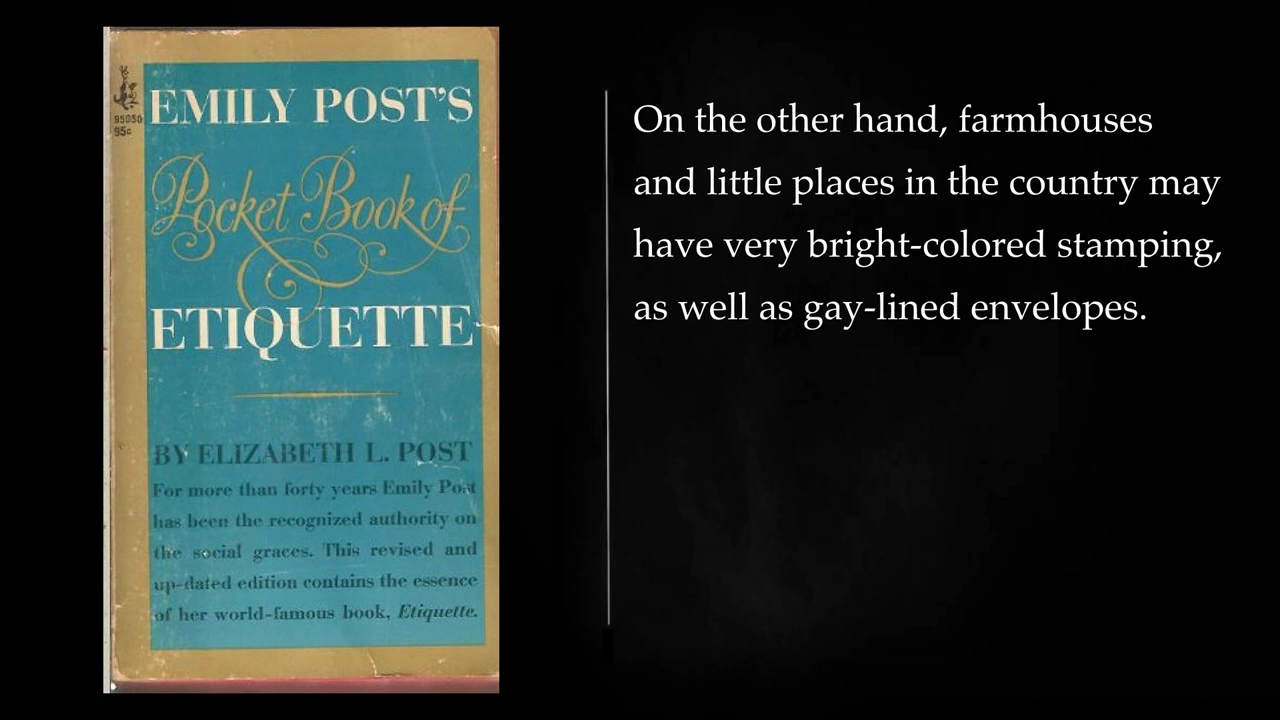 95050
95c
EMILY POST'S
Pocket Book of
ETIQUETTE
BY ELIZABETH L. POST
For more than forty years Emily Post
has been the recognized authority on
the social graces. This revised and
up-dated edition contains the essence
of her world-famous book, Etiquette.
On the other hand, farmhouses
and little places in the country may
have very bright-colored stamping,
as well as gay-lined envelopes.